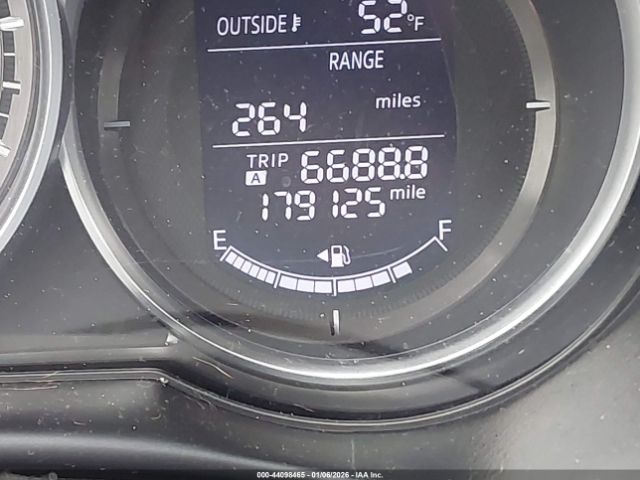 OUTSIDE 52°F
RANGE
264 miles
TRIP A 6688.8
179125 mile
E F
000-44098465 - 01/06/2026 - IAA Inc.